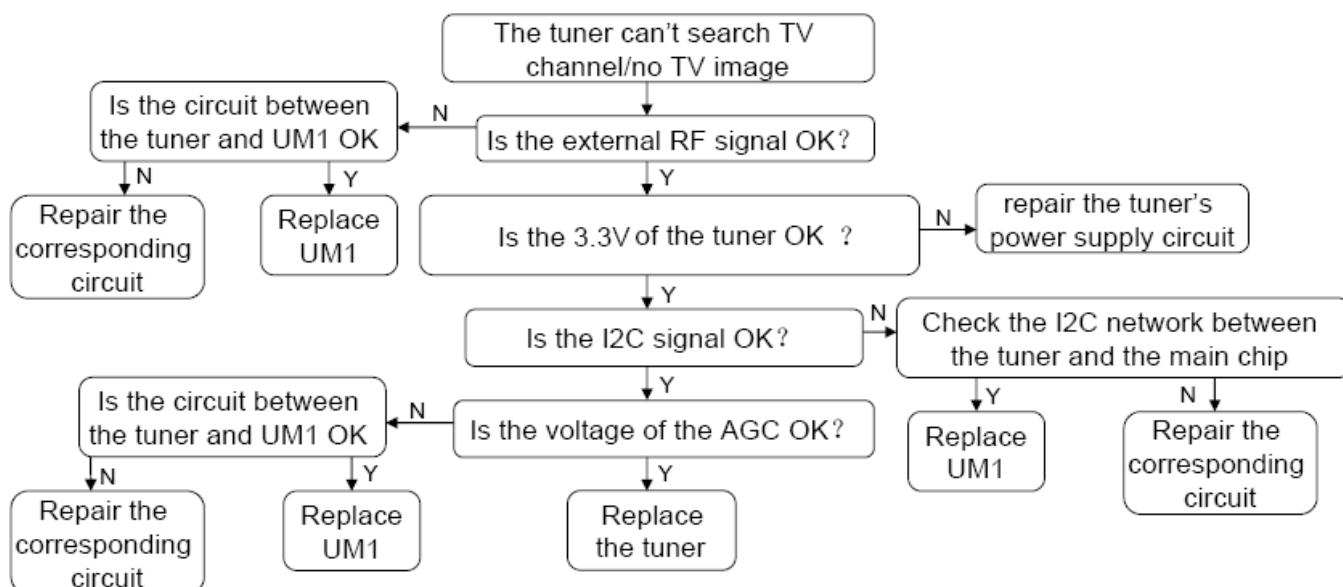 The tuner can't search TV
channel/no TV image
Is the circuit between
the tuner and UM1 OK
N
Is the external RF signal OK?
N
Y
Y
Repair the
corresponding
circuit
Replace
UM1
Is the 3.3V of the tuner OK ?
N
repair the tuner's
power supply circuit
Y
Is the I2C signal OK?
N
Check the I2C network between
the tuner and the main chip
Y
Y
N
Is the circuit between
the tuner and UM1 OK
N
Is the voltage of the AGC OK?
Replace
UM1
Repair the
corresponding
circuit
N
Y
Y
Repair the
corresponding
circuit
Replace
UM1
Replace
the tuner